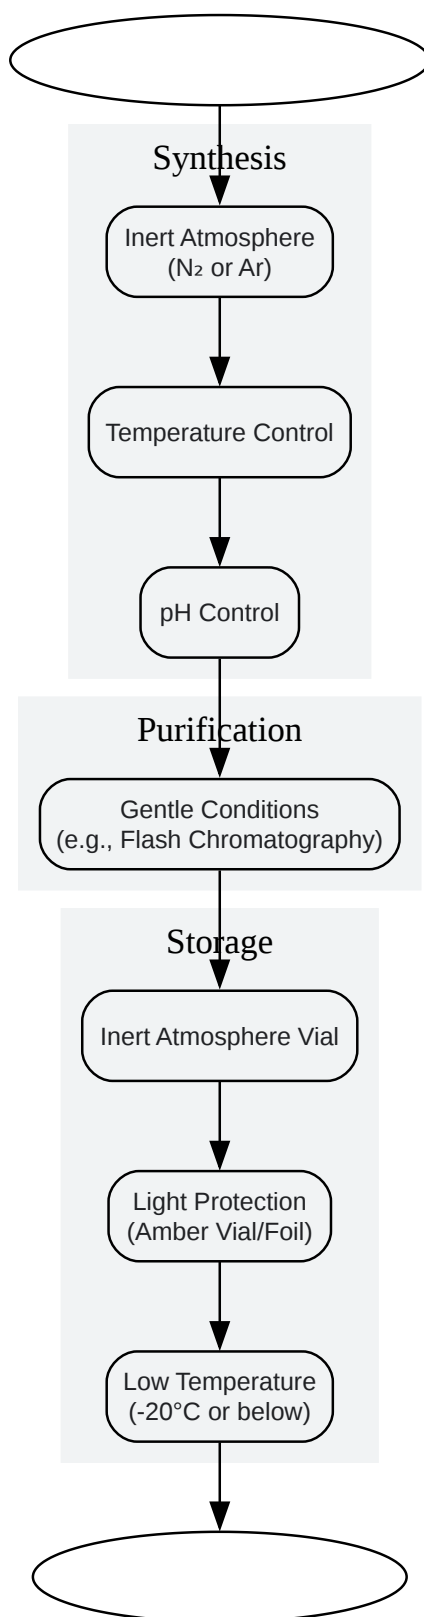 Synthesis
Inert Atmosphere
(N₂ or Ar)
Temperature Control
pH Control
Purification
Gentle Conditions
(e.g., Flash Chromatography)
Storage
Inert Atmosphere Vial
Light Protection
(Amber Vial/Foil)
Low Temperature
(-20°C or below)